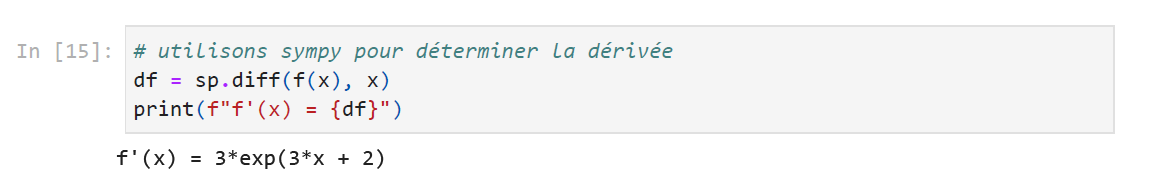 In [15]: # utilisons sympy pour déterminer la dérivée
df = sp.diff(f(x), x)
print(f"f'(x) = {df}")
f'(x) = 3*exp(3*x + 2)